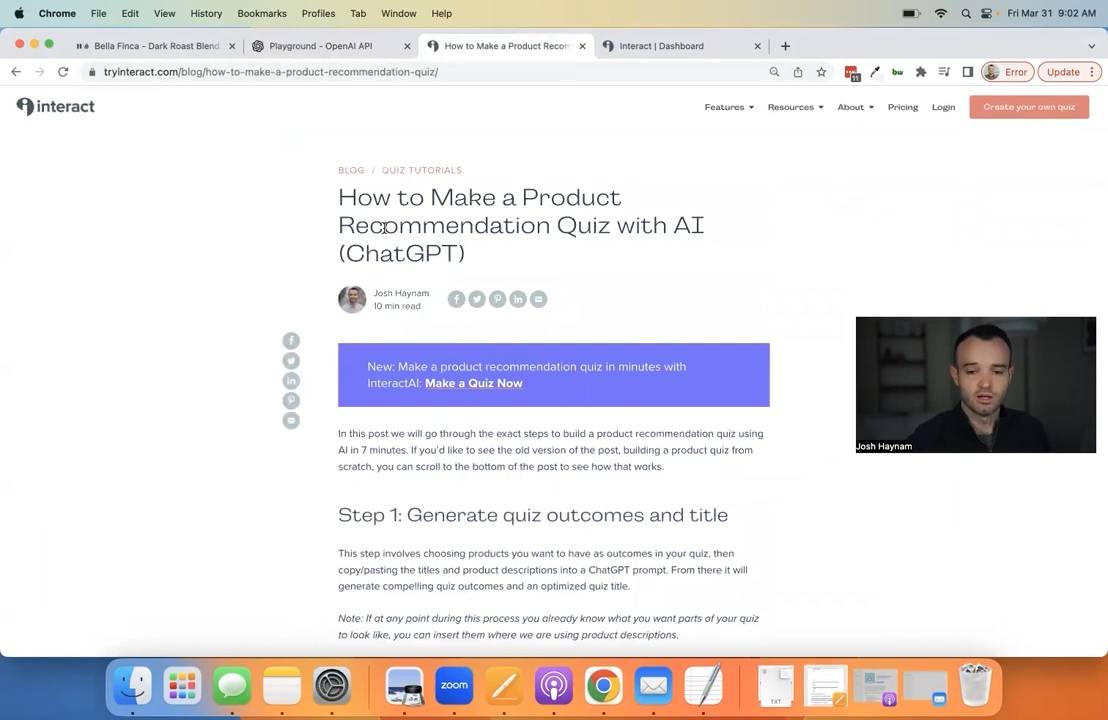 Chrome File Edit View History Bookmarks Profiles Tab Window Help Fri Mar 31 9:02 AM
Bella Finca - Dark Roast Blend Playground - OpenAI API How to Make a Product Recom Interact | Dashboard
tryinteract.com/blog/how-to-make-a-product-recommendation-quiz/ 11 bw Error Update
interact Features Resources About Pricing Login Create your own quiz
BLOG / QUIZ TUTORIALS
How to Make a Product
Recommendation Quiz with AI
(ChatGPT)
Josh Haynam
10 min read
New: Make a product recommendation quiz in minutes with
InteractAI: Make a Quiz Now
Josh Haynam
In this post we will go through the exact steps to build a product recommendation quiz using
AI in 7 minutes. If you'd like to see the old version of the post, building a product quiz from
scratch, you can scroll to the bottom of the post to see how that works.
Step 1: Generate quiz outcomes and title
This step involves choosing products you want to have as outcomes in your quiz, then
copy/pasting the titles and product descriptions into a ChatGPT prompt. From there it will
generate compelling quiz outcomes and an optimized quiz title.
Note: If at any point during this process you already know what you want parts of your quiz
to look like, you can insert them where we are using product descriptions.
zoom
TXT